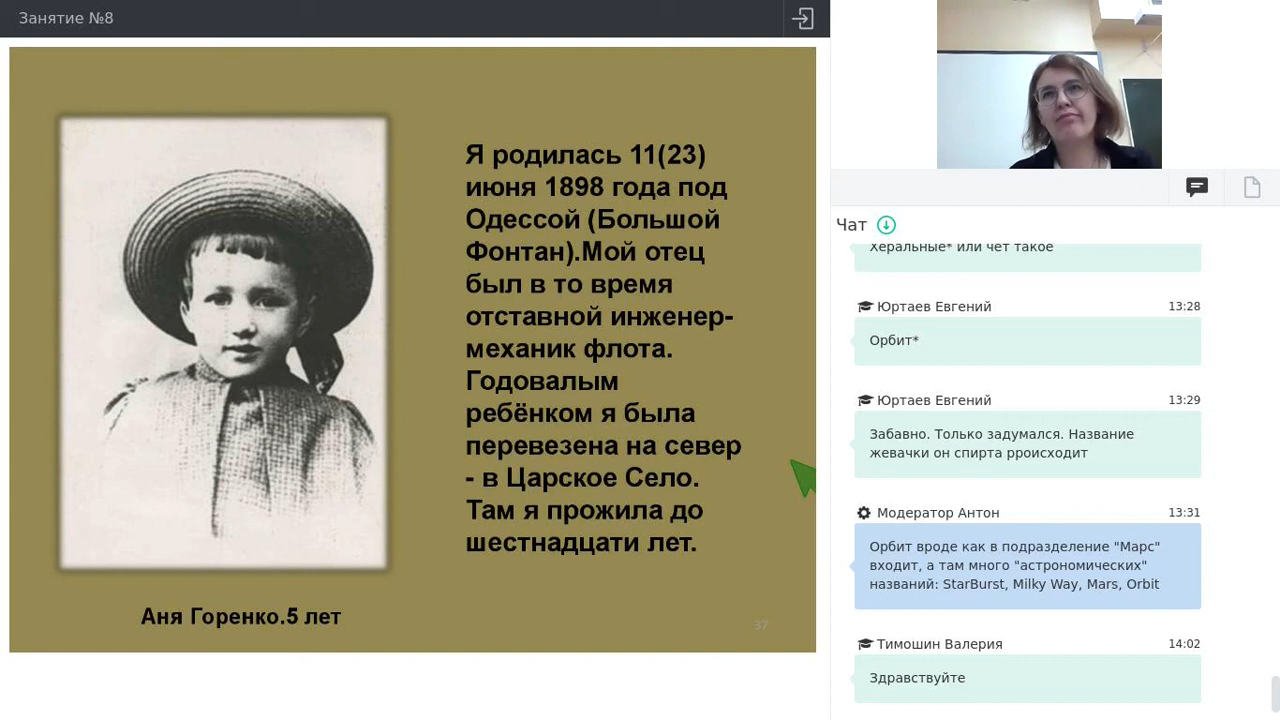 Занятие №8
Я родилась 11(23)
июня 1898 года под
Одессой (Большой
Фонтан).Мой отец
был в то время
отставной инженер-
механик флота.
Годовалым
ребёнком я была
перевезена на север
- в Царское Село.
Там я прожила до
шестнадцати лет.
Аня Горенко.5 лет
37
Чат
Херальные* или чет такое
Юртаев Евгений 13:28
Орбит*
Юртаев Евгений 13:29
Забавно. Только задумался. Название
жевачки он спирта рроисходит
Модератор Антон 13:31
Орбит вроде как в подразделение "Марс"
входит, а там много "астрономических"
названий: StarBurst, Milky Way, Mars, Orbit
Тимошин Валерия 14:02
Здравствуйте